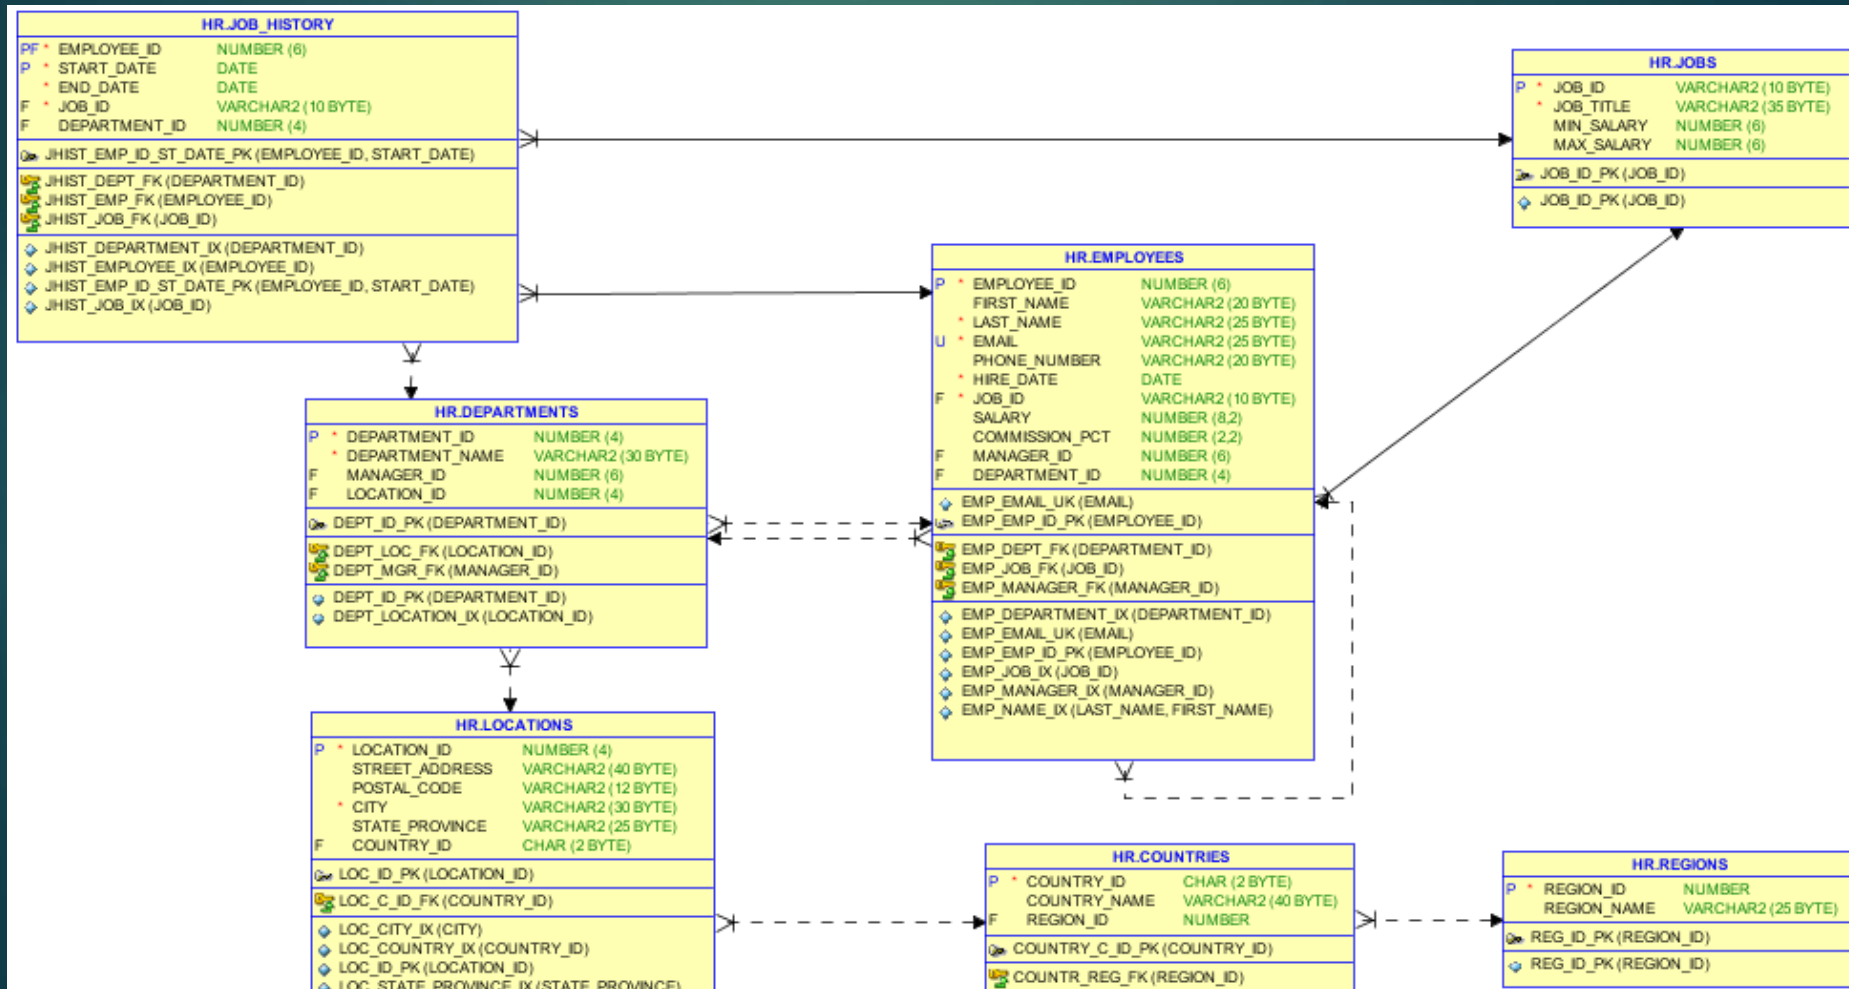 HR.JOB_HISTORY
PF * EMPLOYEE_ID NUMBER (6)
P * START_DATE DATE
* END_DATE DATE
F * JOB_ID VARCHAR2 (10 BYTE)
F DEPARTMENT_ID NUMBER (4)
JHIST_EMP_ID_ST_DATE_PK (EMPLOYEE_ID, START_DATE)
JHIST_DEPT_FK (DEPARTMENT_ID)
JHIST_EMP_FK (EMPLOYEE_ID)
JHIST_JOB_FK (JOB_ID)
JHIST_DEPARTMENT_IX (DEPARTMENT_ID)
JHIST_EMPLOYEE_IX (EMPLOYEE_ID)
JHIST_EMP_ID_ST_DATE_PK (EMPLOYEE_ID, START_DATE)
JHIST_JOB_IX (JOB_ID)
HR.JOBS
P * JOB_ID VARCHAR2 (10 BYTE)
* JOB_TITLE VARCHAR2 (35 BYTE)
MIN_SALARY NUMBER (6)
MAX_SALARY NUMBER (6)
JOB_ID_PK (JOB_ID)
JOB_ID_PK (JOB_ID)
HR.EMPLOYEES
P * EMPLOYEE_ID NUMBER (6)
FIRST_NAME VARCHAR2 (20 BYTE)
* LAST_NAME VARCHAR2 (25 BYTE)
U * EMAIL VARCHAR2 (25 BYTE)
PHONE_NUMBER VARCHAR2 (20 BYTE)
* HIRE_DATE DATE
F * JOB_ID VARCHAR2 (10 BYTE)
SALARY NUMBER (8,2)
COMMISSION_PCT NUMBER (2,2)
F MANAGER_ID NUMBER (6)
F DEPARTMENT_ID NUMBER (4)
EMP_EMAIL_UK (EMAIL)
EMP_EMP_ID_PK (EMPLOYEE_ID)
EMP_DEPT_FK (DEPARTMENT_ID)
EMP_JOB_FK (JOB_ID)
EMP_MANAGER_FK (MANAGER_ID)
EMP_DEPARTMENT_IX (DEPARTMENT_ID)
EMP_EMAIL_UK (EMAIL)
EMP_EMP_ID_PK (EMPLOYEE_ID)
EMP_JOB_IX (JOB_ID)
EMP_MANAGER_IX (MANAGER_ID)
EMP_NAME_IX (LAST_NAME, FIRST_NAME)
HR.DEPARTMENTS
P * DEPARTMENT_ID NUMBER (4)
* DEPARTMENT_NAME VARCHAR2 (30 BYTE)
F MANAGER_ID NUMBER (6)
F LOCATION_ID NUMBER (4)
DEPT_ID_PK (DEPARTMENT_ID)
DEPT_LOC_FK (LOCATION_ID)
DEPT_MGR_FK (MANAGER_ID)
DEPT_ID_PK (DEPARTMENT_ID)
DEPT_LOCATION_IX (LOCATION_ID)
HR.LOCATIONS
P * LOCATION_ID NUMBER (4)
STREET_ADDRESS VARCHAR2 (40 BYTE)
POSTAL_CODE VARCHAR2 (12 BYTE)
* CITY VARCHAR2 (30 BYTE)
STATE_PROVINCE VARCHAR2 (25 BYTE)
F COUNTRY_ID CHAR (2 BYTE)
LOC_ID_PK (LOCATION_ID)
LOC_C_ID_FK (COUNTRY_ID)
LOC_CITY_IX (CITY)
LOC_COUNTRY_IX (COUNTRY_ID)
LOC_ID_PK (LOCATION_ID)
LOC_STATE_PROVINCE_IX (STATE_PROVINCE)
HR.COUNTRIES
P * COUNTRY_ID CHAR (2 BYTE)
COUNTRY_NAME VARCHAR2 (40 BYTE)
F REGION_ID NUMBER
COUNTRY_C_ID_PK (COUNTRY_ID)
COUNTR_REG_FK (REGION_ID)
HR.REGIONS
P * REGION_ID NUMBER
REGION_NAME VARCHAR2 (25 BYTE)
REG_ID_PK (REGION_ID)
REG_ID_PK (REGION_ID)